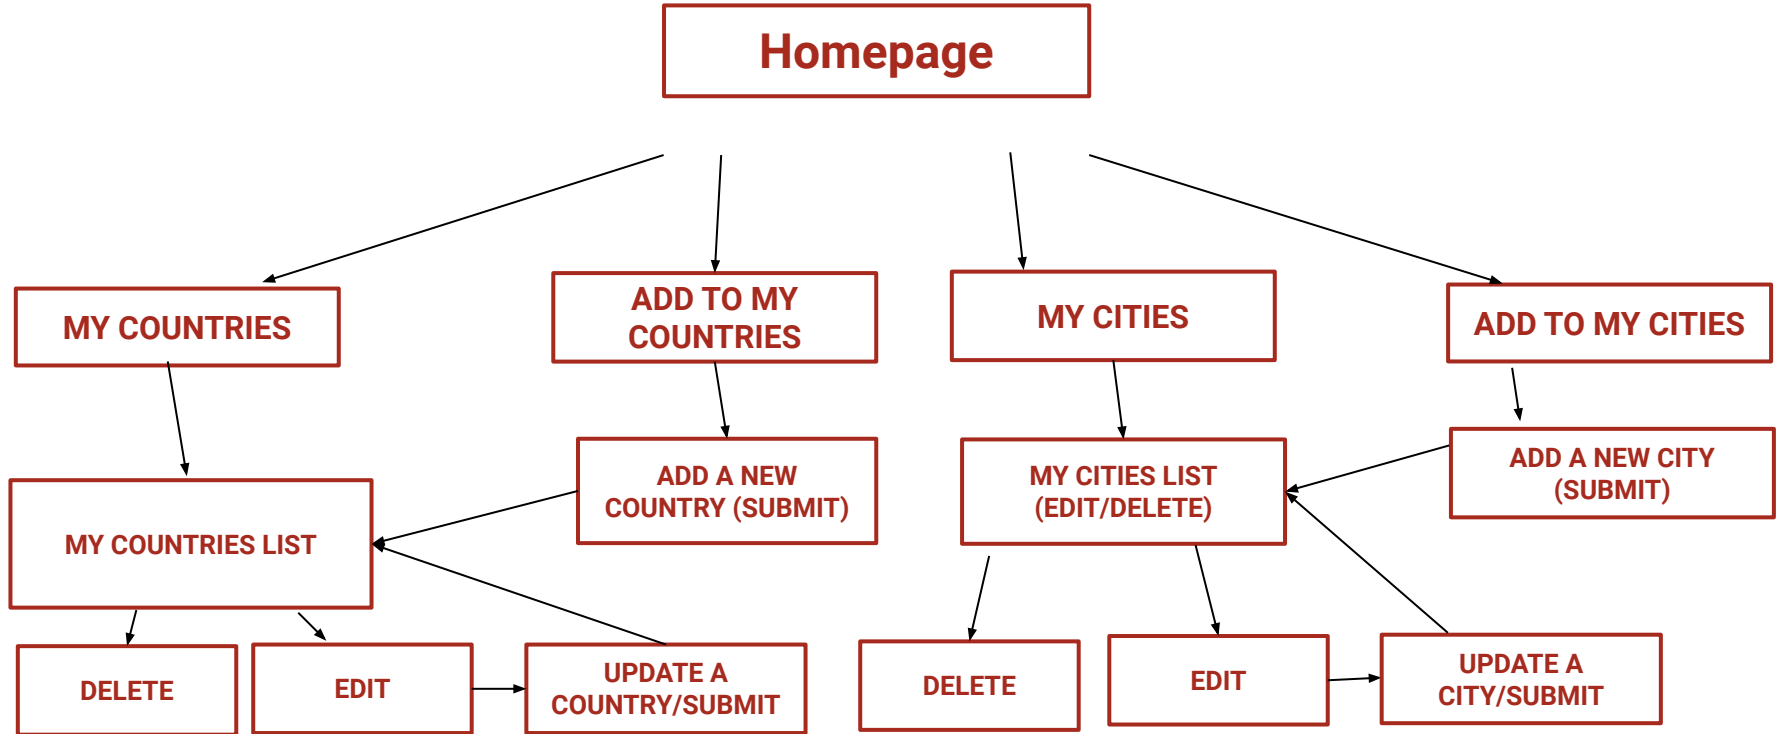 Homepage
MY COUNTRIES
ADD TO MY
COUNTRIES
MY CITIES
ADD TO MY CITIES
MY COUNTRIES LIST
ADD A NEW
COUNTRY (SUBMIT)
MY CITIES LIST
(EDIT/DELETE)
ADD A NEW CITY
(SUBMIT)
DELETE
EDIT
UPDATE A
COUNTRY/SUBMIT
DELETE
EDIT
UPDATE A
CITY/SUBMIT